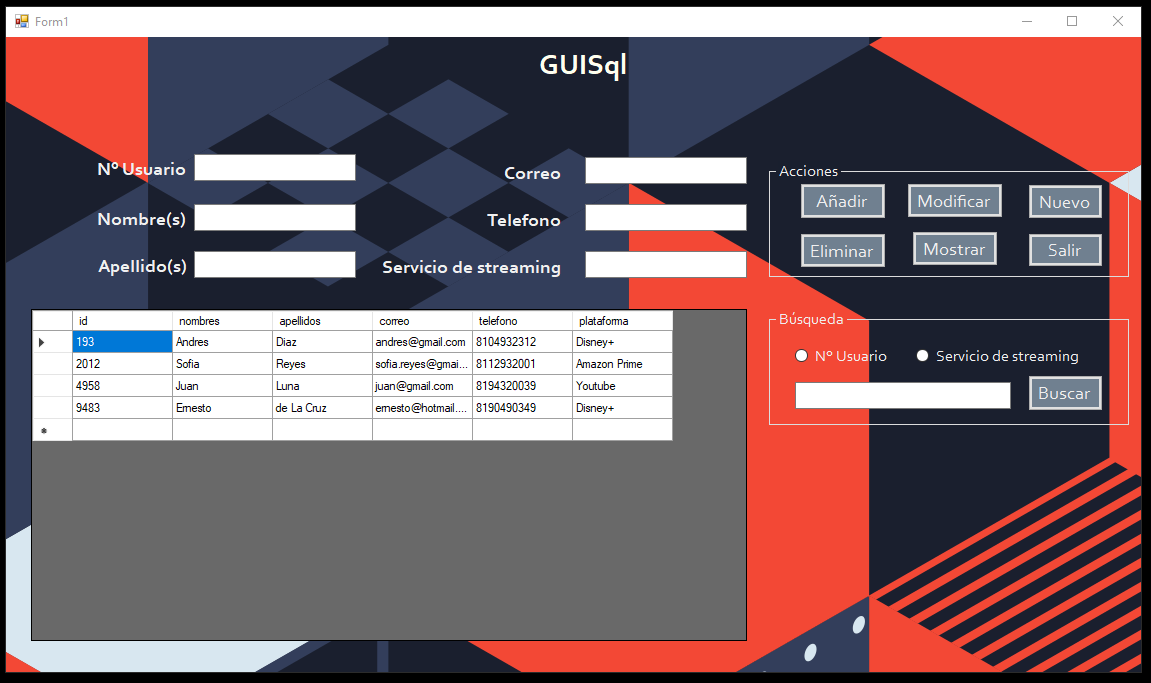 Form1
GUISql
Nº Usuario
Nombre(s)
Apellido(s)
Correo
Telefono
Servicio de streaming
Acciones
Añadir Modificar Nuevo
Eliminar Mostrar Salir
id nombres apellidos correo telefono plataforma
193 Andres Diaz andres@gmail.com 8104932312 Disney+
2012 Sofia Reyes sofia.reyes@gmai... 8112932001 Amazon Prime
4958 Juan Luna juan@gmail.com 8194320039 Youtube
9483 Ernesto de La Cruz ernesto@hotmail.... 8190490349 Disney+
Búsqueda
Nº Usuario Servicio de streaming
Buscar